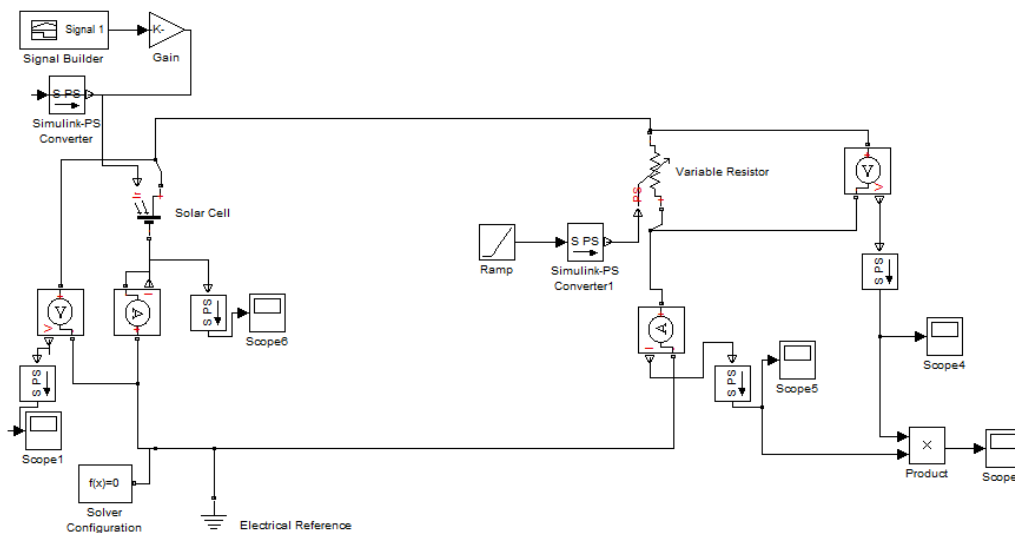 Signal 1
Signal Builder
K-
Gain
S PS
Simulink-PS
Converter
Ir
+
Solar Cell
+
V
V
I
A
+
S PS
Scope6
S PS
Scope1
f(x)=0
Solver
Configuration
Electrical Reference
Ramp
S PS
Simulink-PS
Converter1
PS
+
Variable Resistor
+
V
V
S PS
Scope4
+
A
I
S PS
Scope5
×
Product
Scope